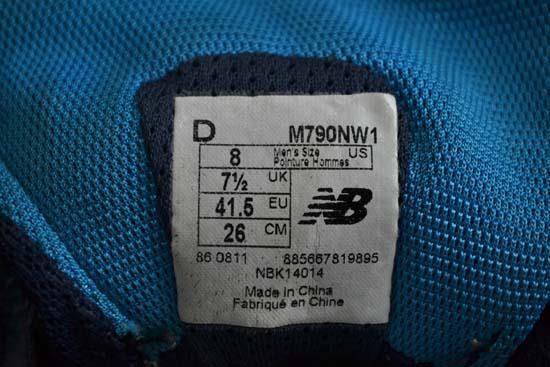 D M790NW1
8 Men's Size US
Pointure Hommes
7½ UK
41.5 EU
26 CM
NB
86 0811 885667819895
NBK14014
Made in China
Fabriqué en Chine